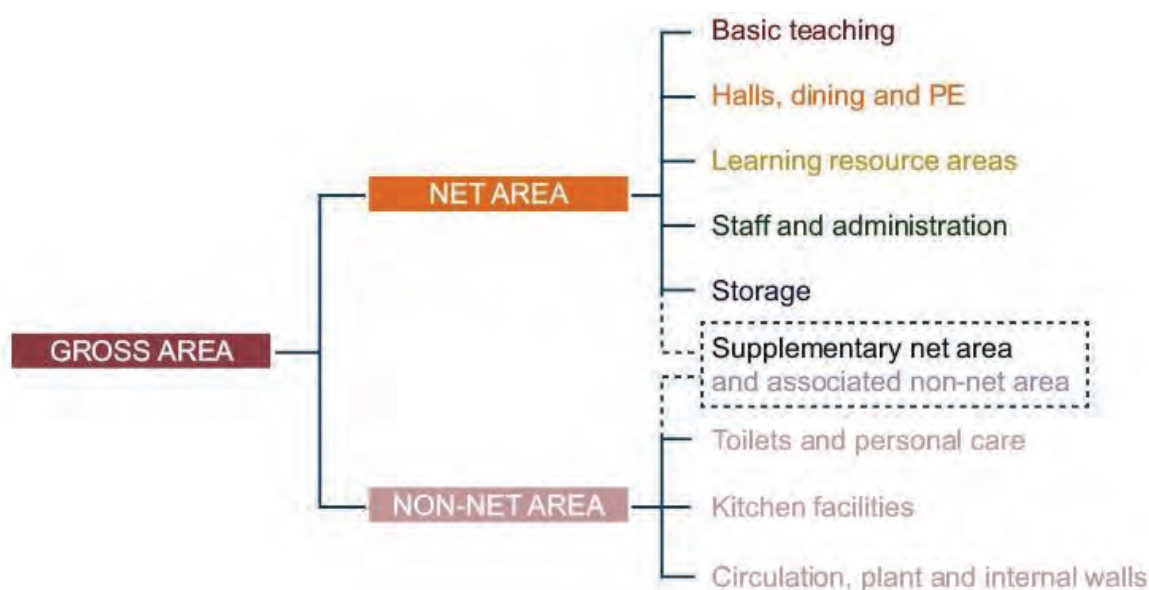 Basic teaching
Halls, dining and PE
Learning resource areas
NET AREA
Staff and administration
Storage
GROSS AREA
Supplementary net area
and associated non-net area
Toilets and personal care
NON-NET AREA
Kitchen facilities
Circulation, plant and internal walls